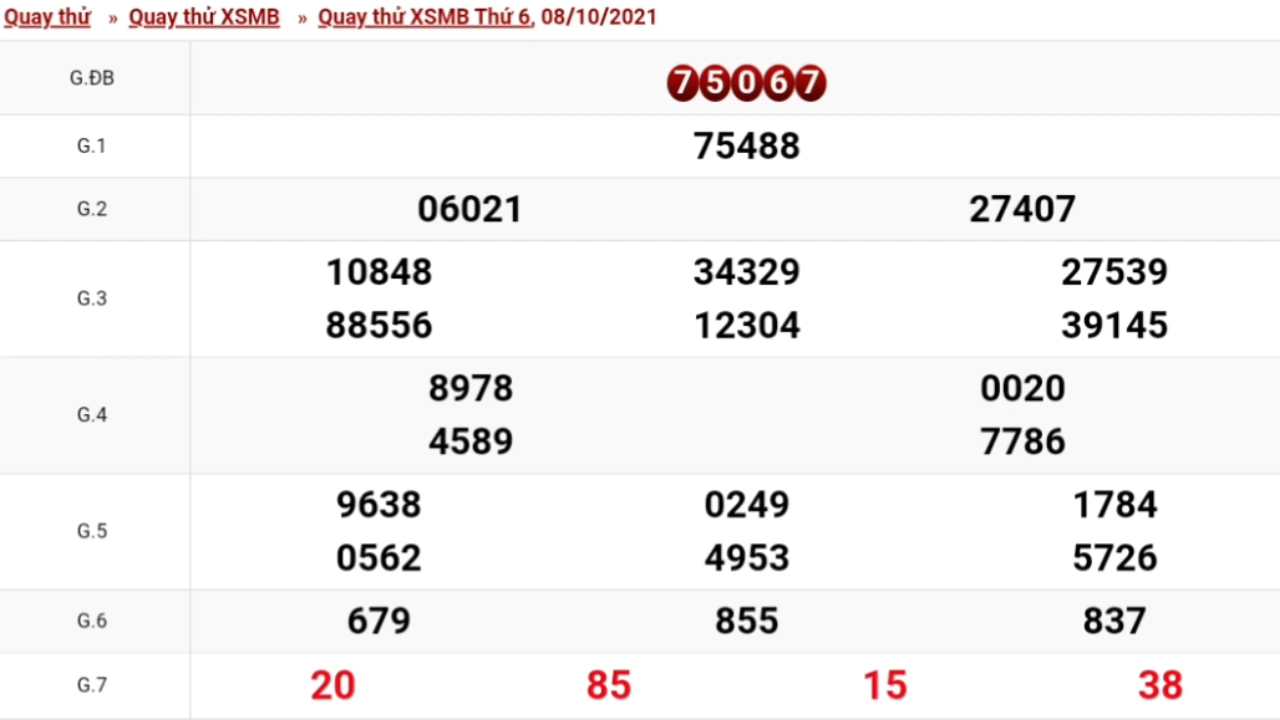 Quay thử » Quay thử XSMB » Quay thử XSMB Thứ 6, 08/10/2021
G.ĐB 75067
G.1 75488
G.2 06021 27407
G.3 10848 34329 27539
88556 12304 39145
G.4 8978 0020
4589 7786
G.5 9638 0249 1784
0562 4953 5726
G.6 679 855 837
G.7 20 85 15 38